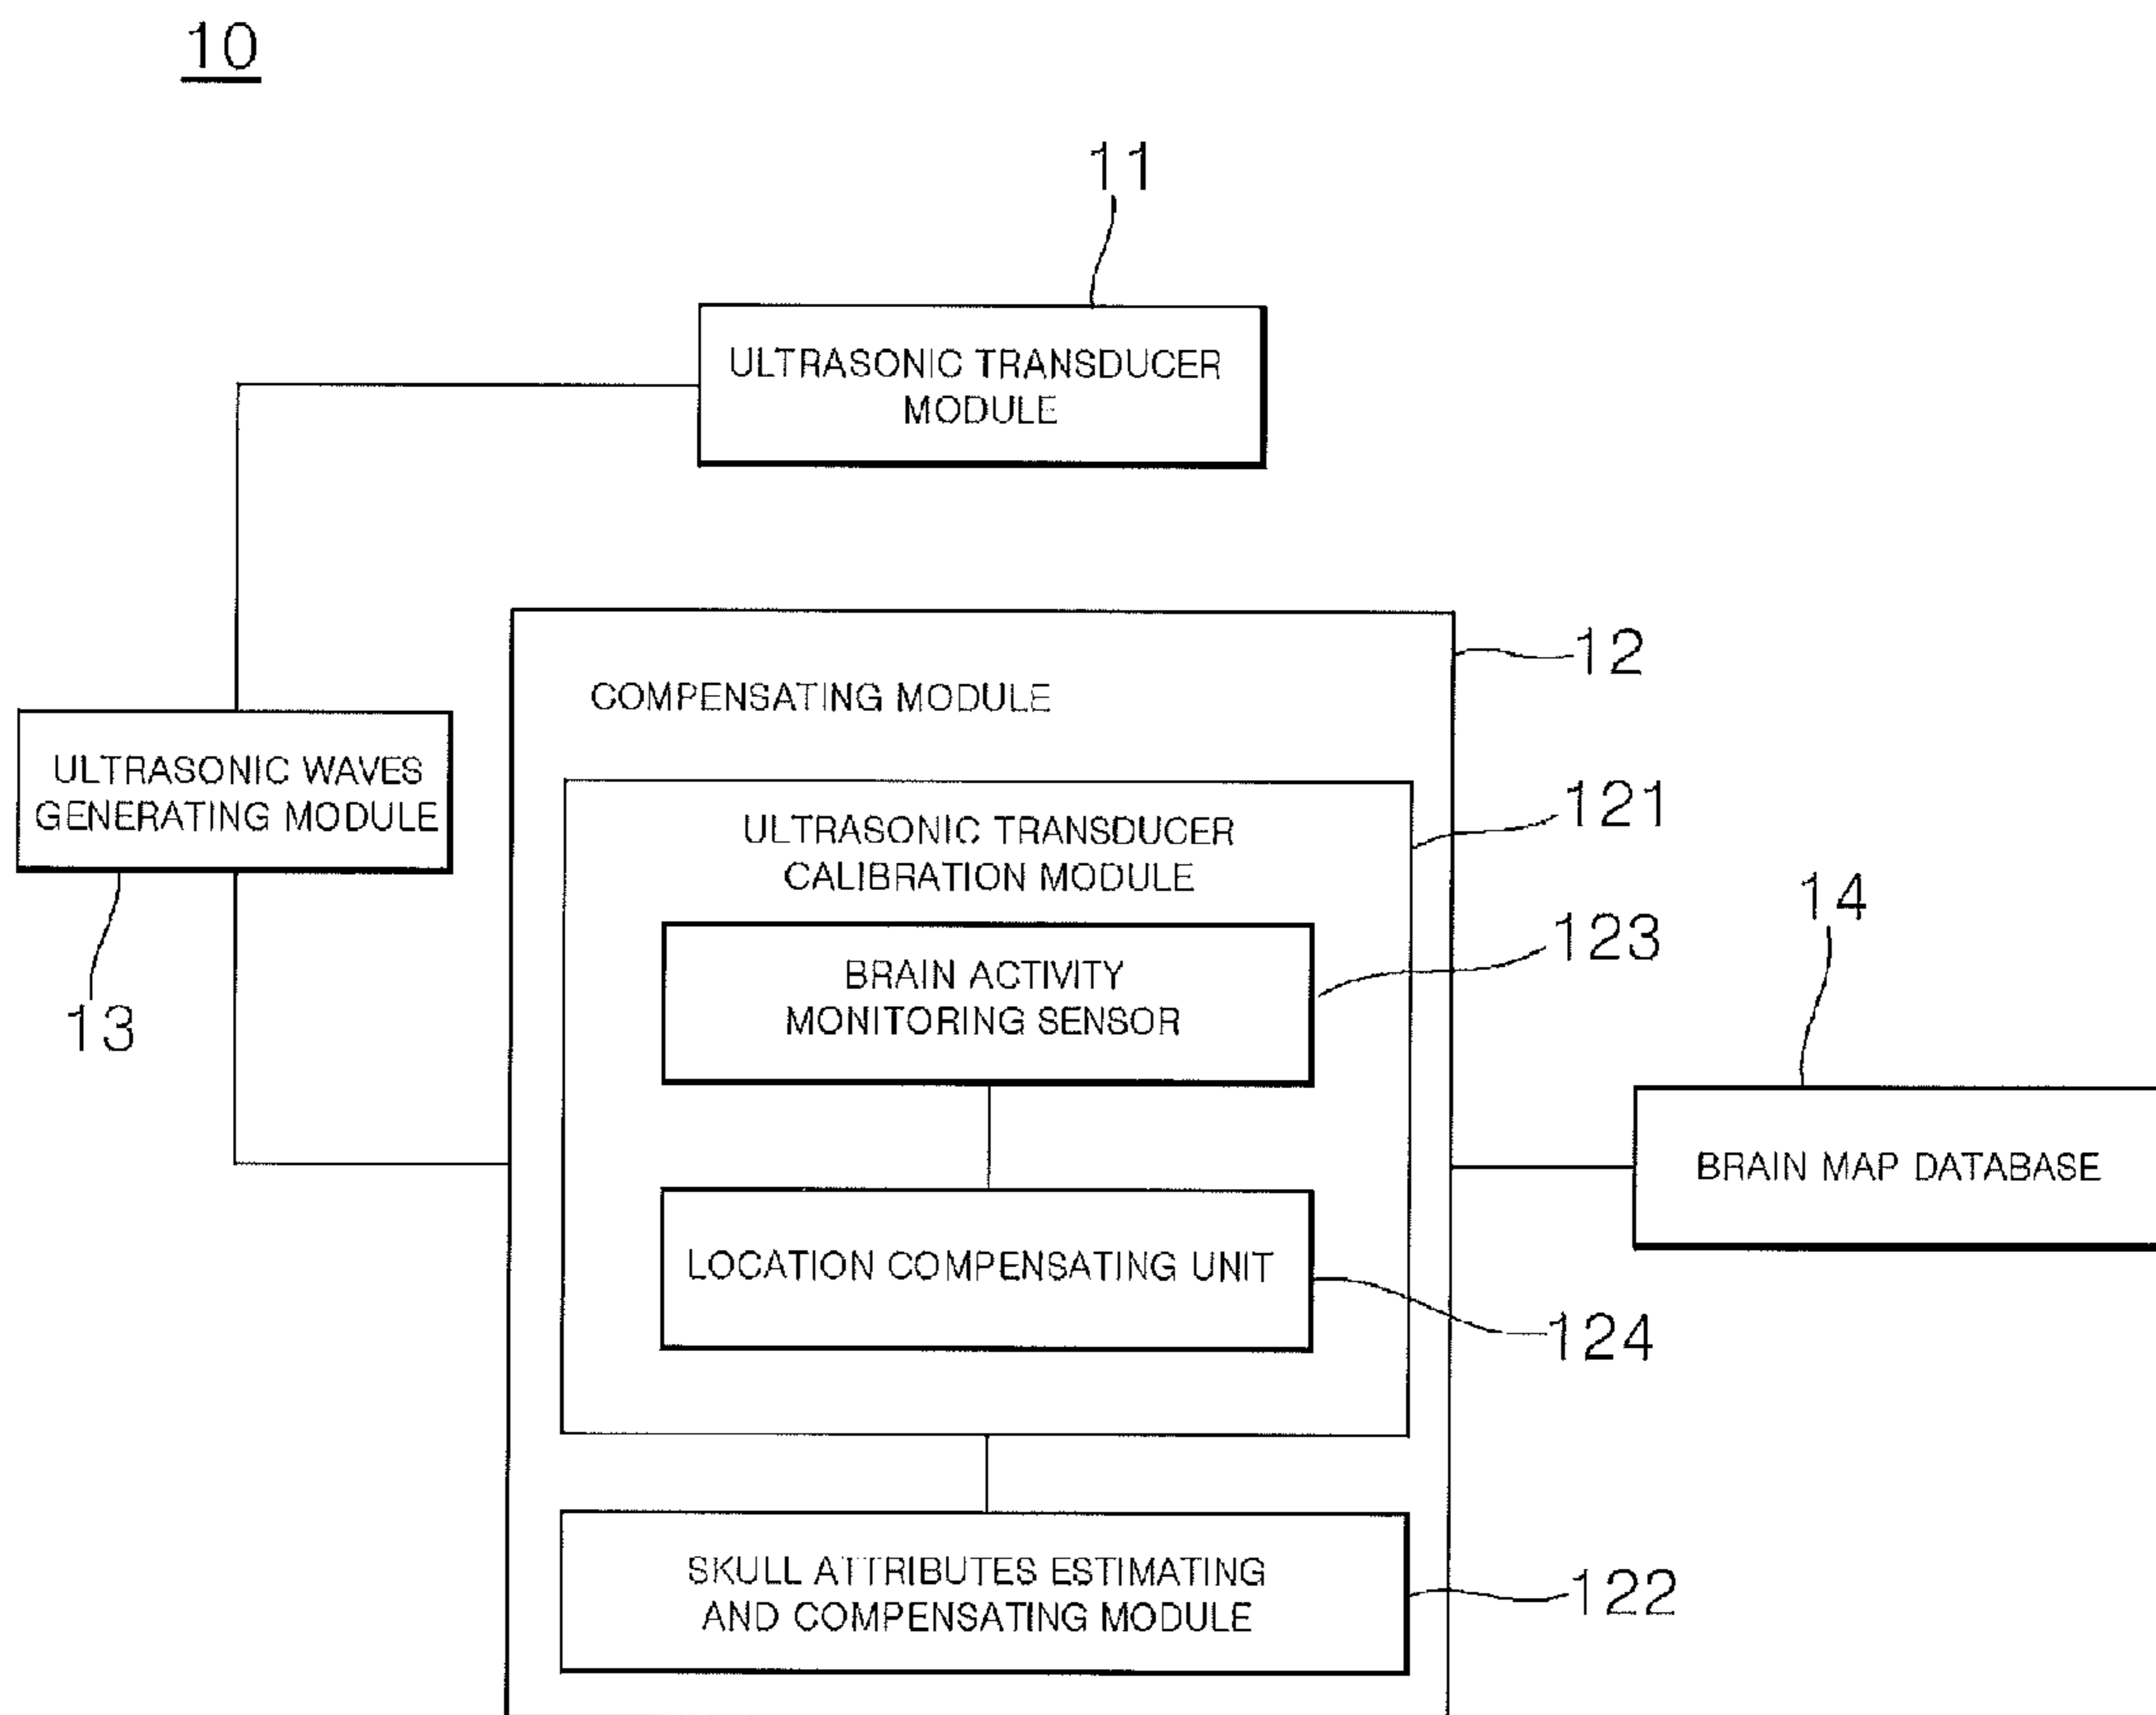 10
11
ULTRASONIC TRANSDUCER
MODULE
12
COMPENSATING MODULE
ULTRASONIC WAVES
GENERATING MODULE
13
121
ULTRASONIC TRANSDUCER
CALIBRATION MODULE
123
BRAIN ACTIVITY
MONITORING SENSOR
14
BRAIN MAP DATABASE
LOCATION COMPENSATING UNIT
124
SKULL ATTRIBUTES ESTIMATING
AND COMPENSATING MODULE
122